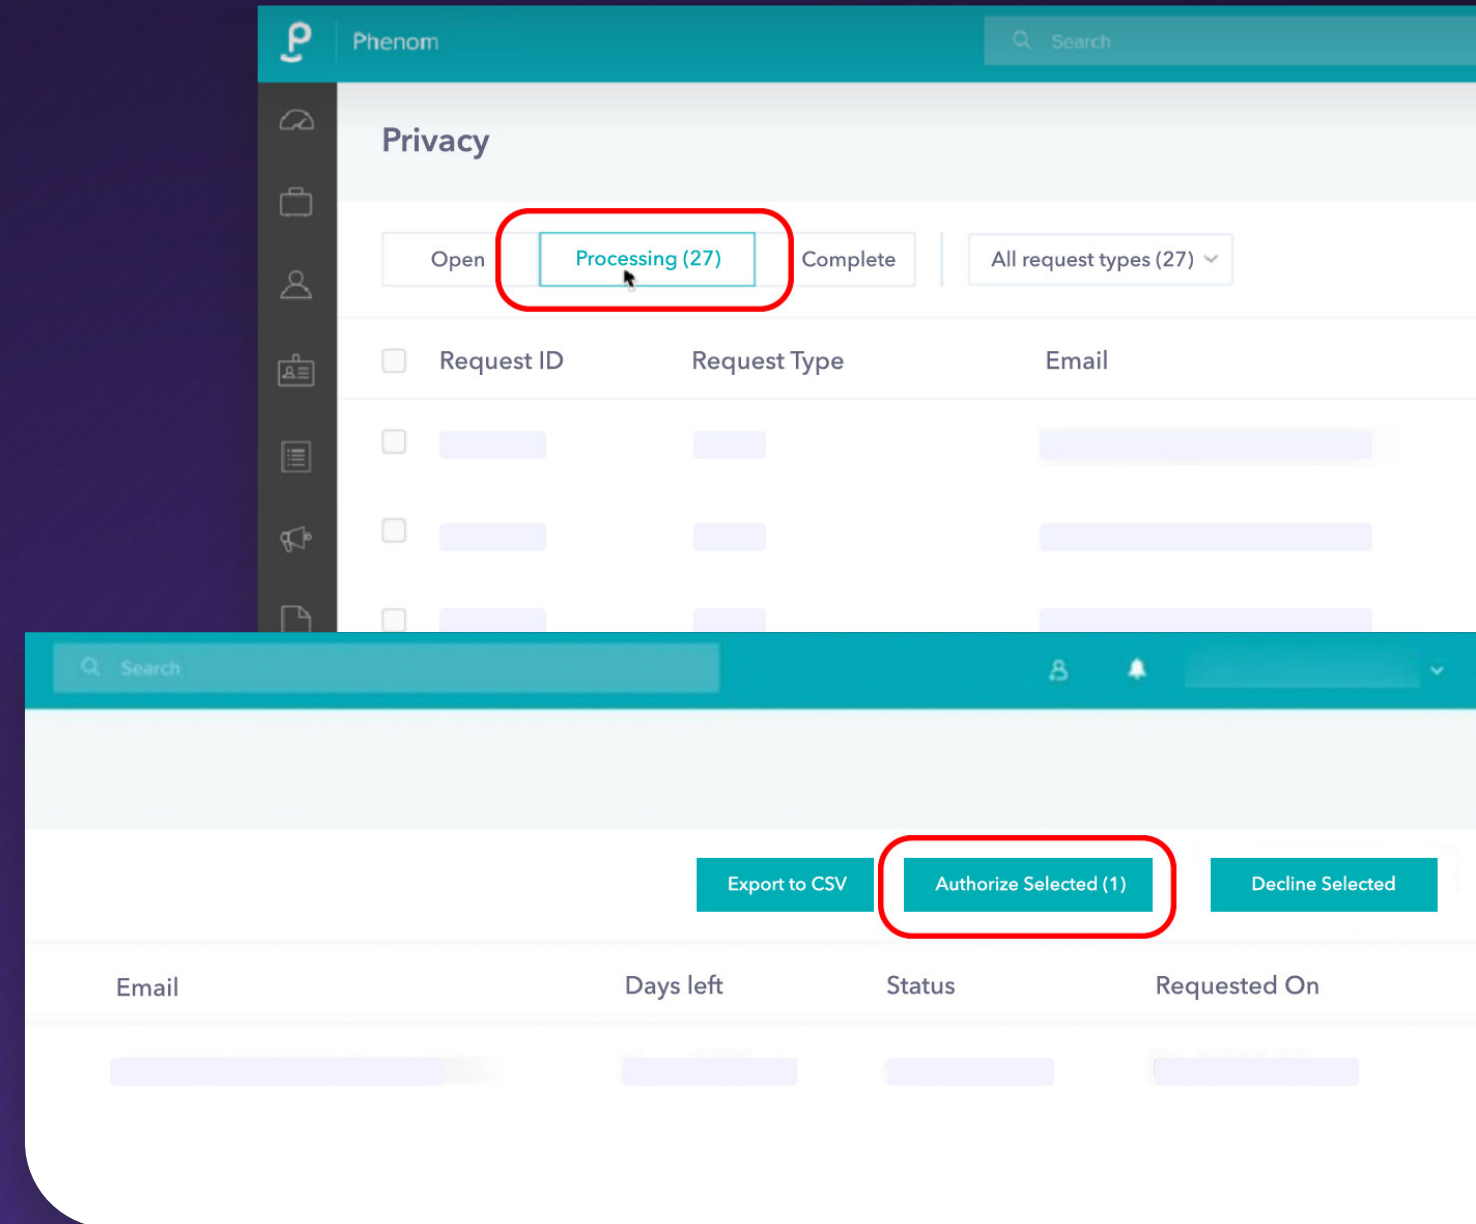 Phenom
Search
Privacy
Open
Processing (27)
Complete
All request types (27)
Request ID
Request Type
Email
Search
Export to CSV
Authorize Selected (1)
Decline Selected
Email
Days left
Status
Requested On